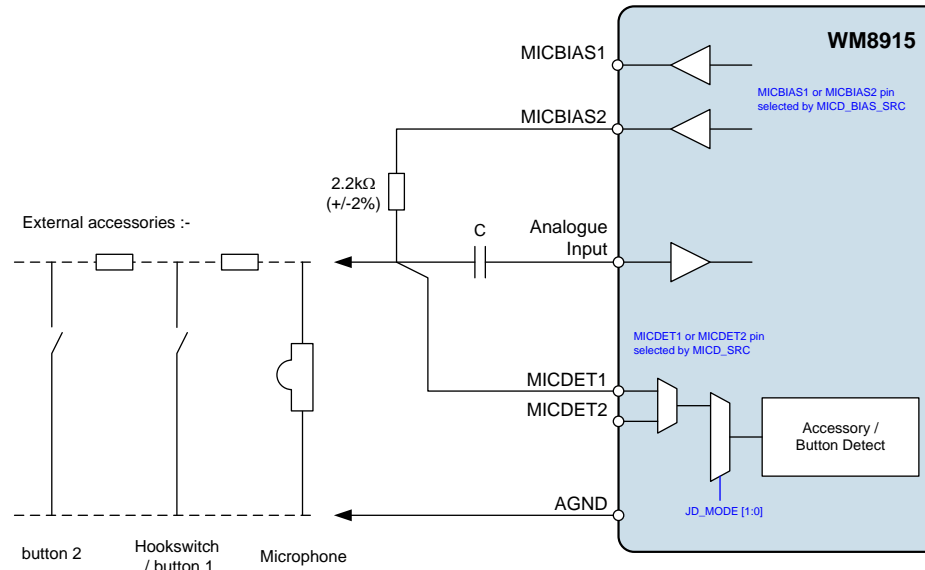 WM8915
MICBIAS1
MICBIAS1 or MICBIAS2 pin
selected by MICD_BIAS_SRC
MICBIAS2
2.2kΩ
(+/-2%)
External accessories :-
C
Analogue
Input
MICDET1 or MICDET2 pin
selected by MICD_SRC
MICDET1
MICDET2
Accessory /
Button Detect
AGND
JD_MODE [1:0]
button 2
Hookswitch
/ button 1
Microphone